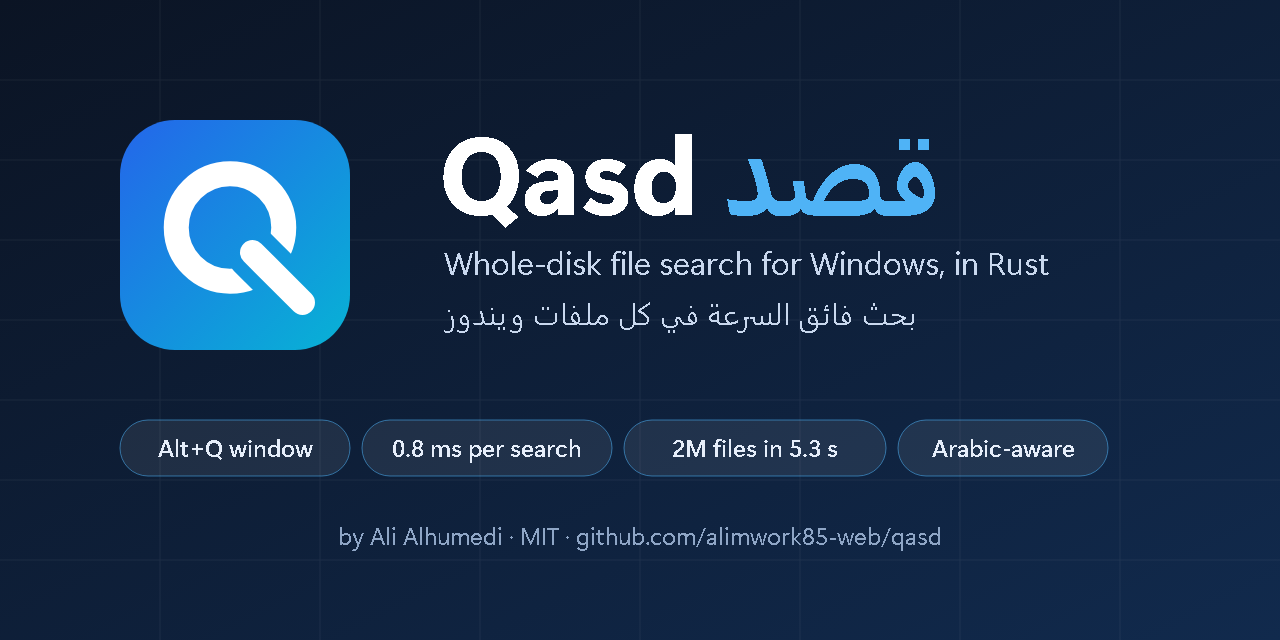 Qasd قصد
Whole-disk file search for Windows, in Rust
بحث فائق السرعة في كل ملفات ويندوز
Alt+Q window
0.8 ms per search
2M files in 5.3 s
Arabic-aware
by Ali Alhumedi · MIT · github.com/alimwork85-web/qasd